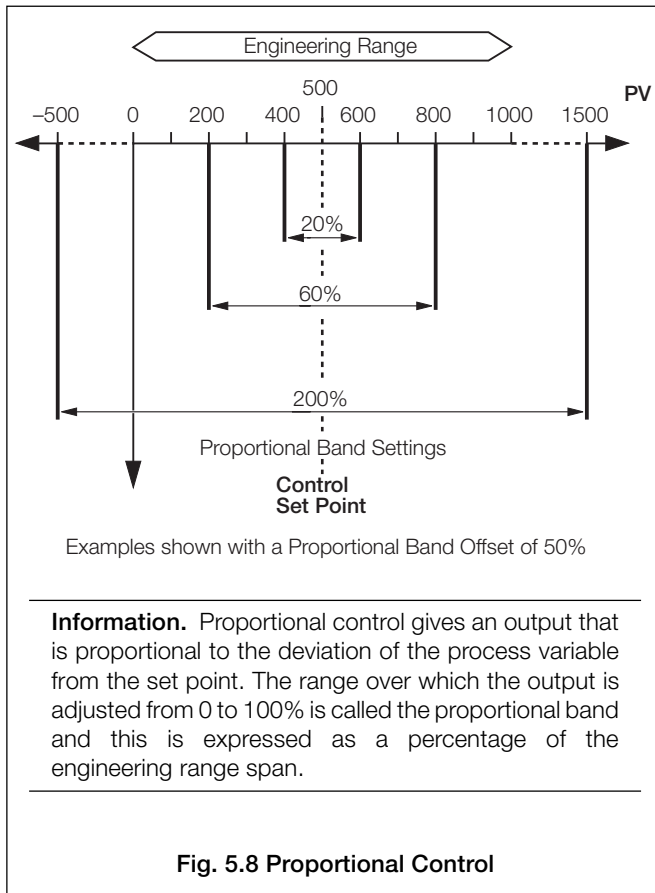 Engineering Range
500
PV
–500 0 200 400 600 800 1000 1500
20%
60%
200%
Proportional Band Settings
Control
Set Point
Examples shown with a Proportional Band Offset of 50%
Information. Proportional control gives an output that
is proportional to the deviation of the process variable
from the set point. The range over which the output is
adjusted from 0 to 100% is called the proportional band
and this is expressed as a percentage of the
engineering range span.
Fig. 5.8 Proportional Control